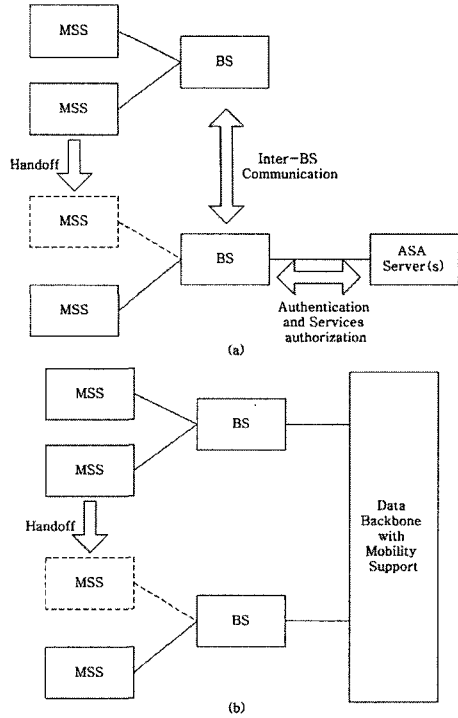 MSS
BS
MSS
Handoff
Inter-BS
Communication
MSS
BS
ASA
Server(s)
MSS
Authentication
and Services
authorization
(a)
MSS
BS
MSS
Data
Backbone
with
Mobility
Support
Handoff
MSS
BS
MSS
(b)